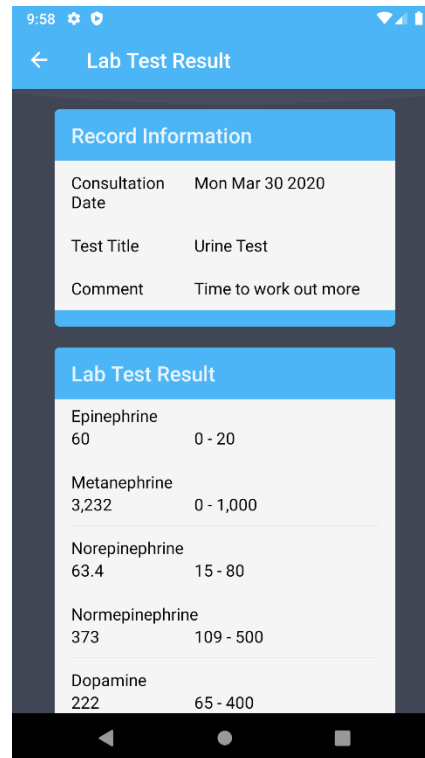 9:58
Lab Test Result
Record Information
Consultation Date Mon Mar 30 2020
Test Title Urine Test
Comment Time to work out more
Lab Test Result
Epinephrine
60 0 - 20
Metanephrine
3,232 0 - 1,000
Norepinephrine
63.4 15 - 80
Normepinephrine
373 109 - 500
Dopamine
222 65 - 400